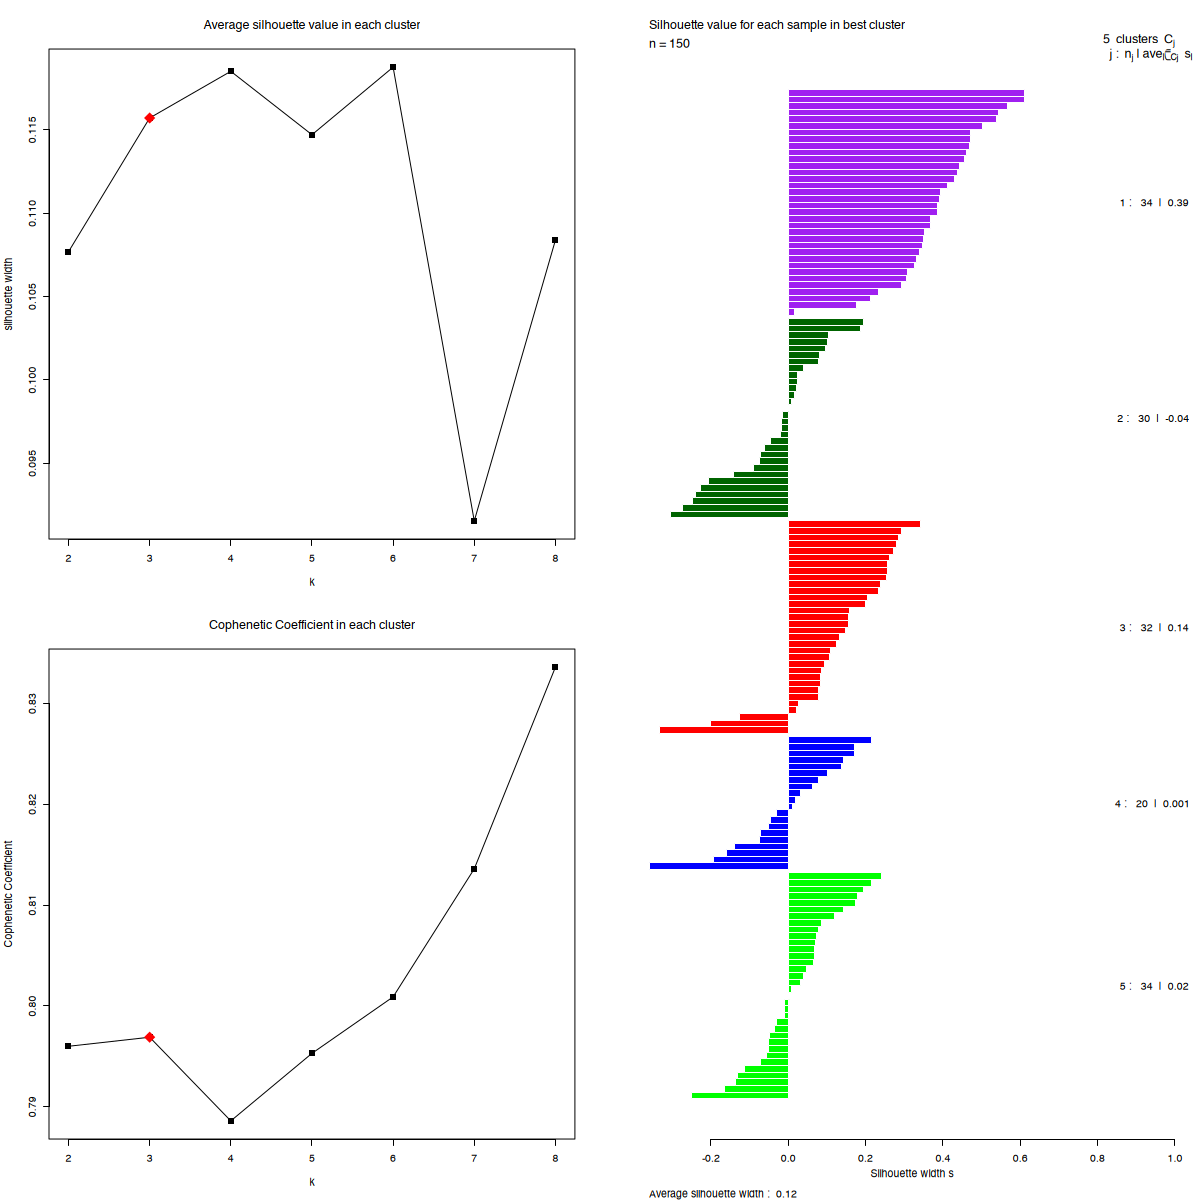 Average silhouette value in each cluster
silhouette width
0.115
0.110
0.105
0.100
0.095
2 3 4 5 6 7 8
k
Cophenetic Coefficient in each cluster
Cophenetic Coefficient
0.83
0.82
0.81
0.80
0.79
2 3 4 5 6 7 8
k
Silhouette value for each sample in best cluster
n = 150
5 clusters Cj
j : nj | avei∈Cj si
1 : 34 | 0.39
2 : 30 | -0.04
3 : 32 | 0.14
4 : 20 | 0.001
5 : 34 | 0.02
-0.2 0.0 0.2 0.4 0.6 0.8 1.0
Silhouette width s
Average silhouette width : 0.12